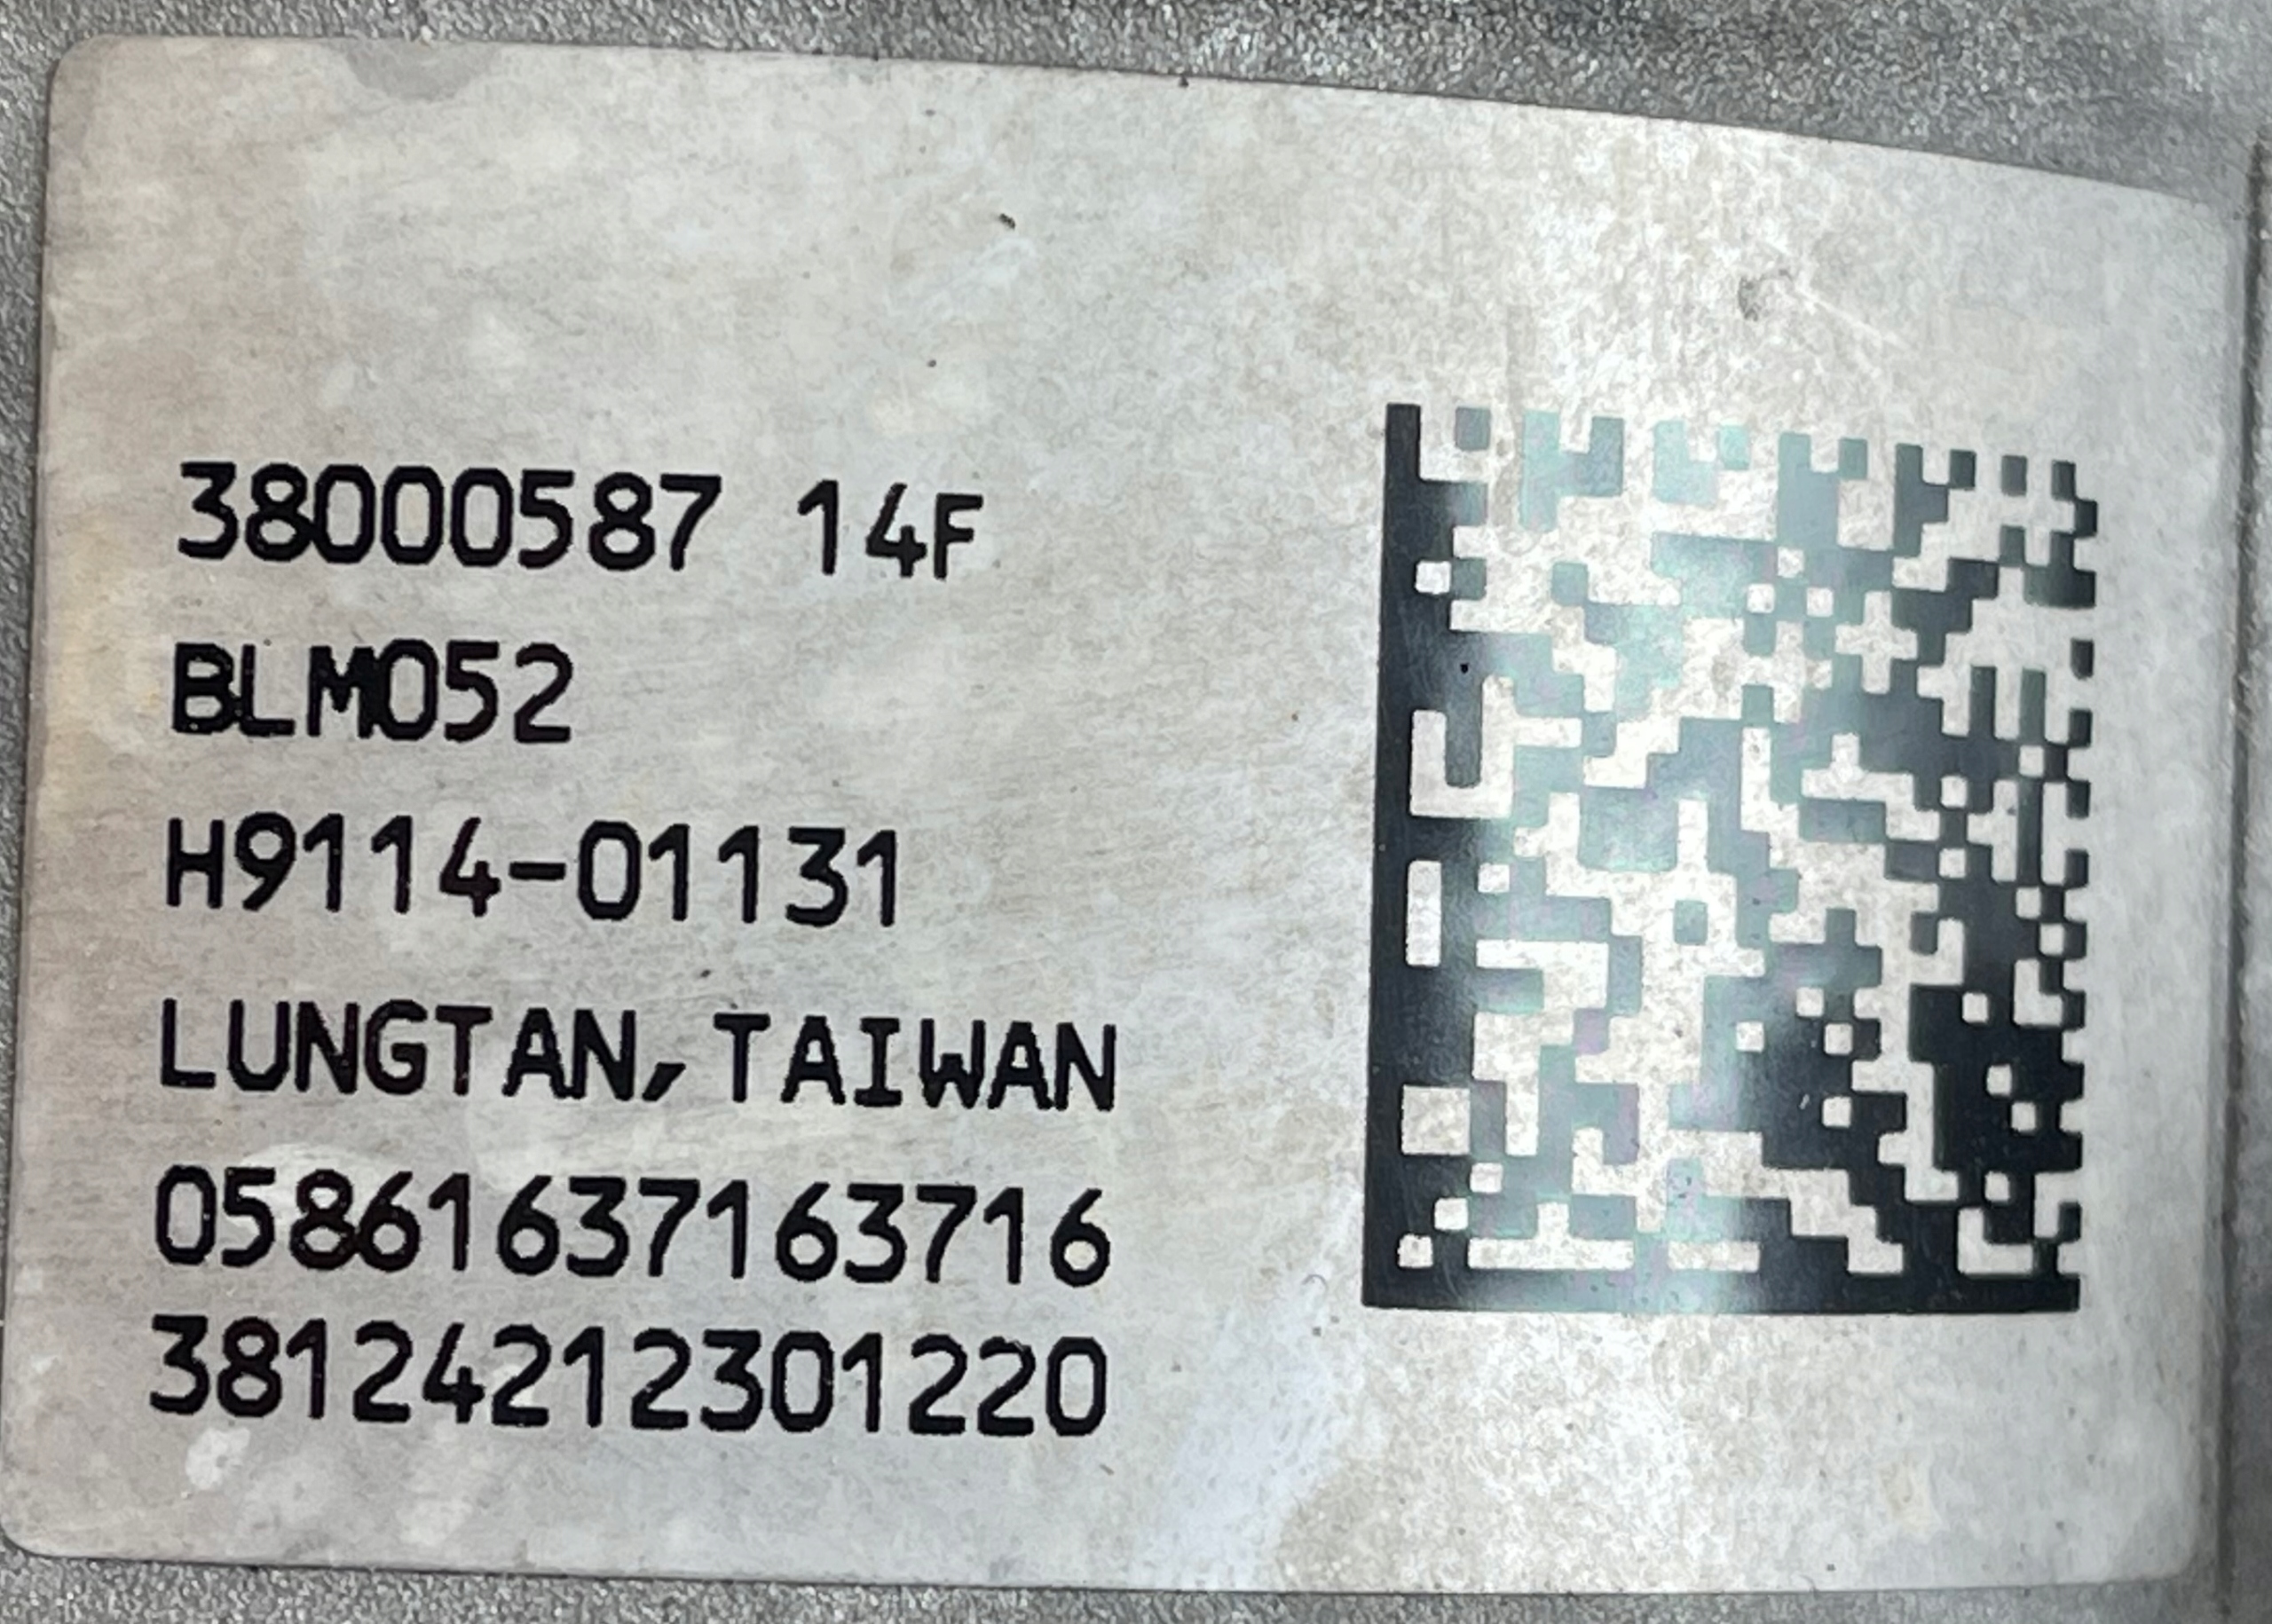 38000587 14F
BLM052
H9114-01131
LUNGTAN,TAIWAN
05861637163716
38124212301220